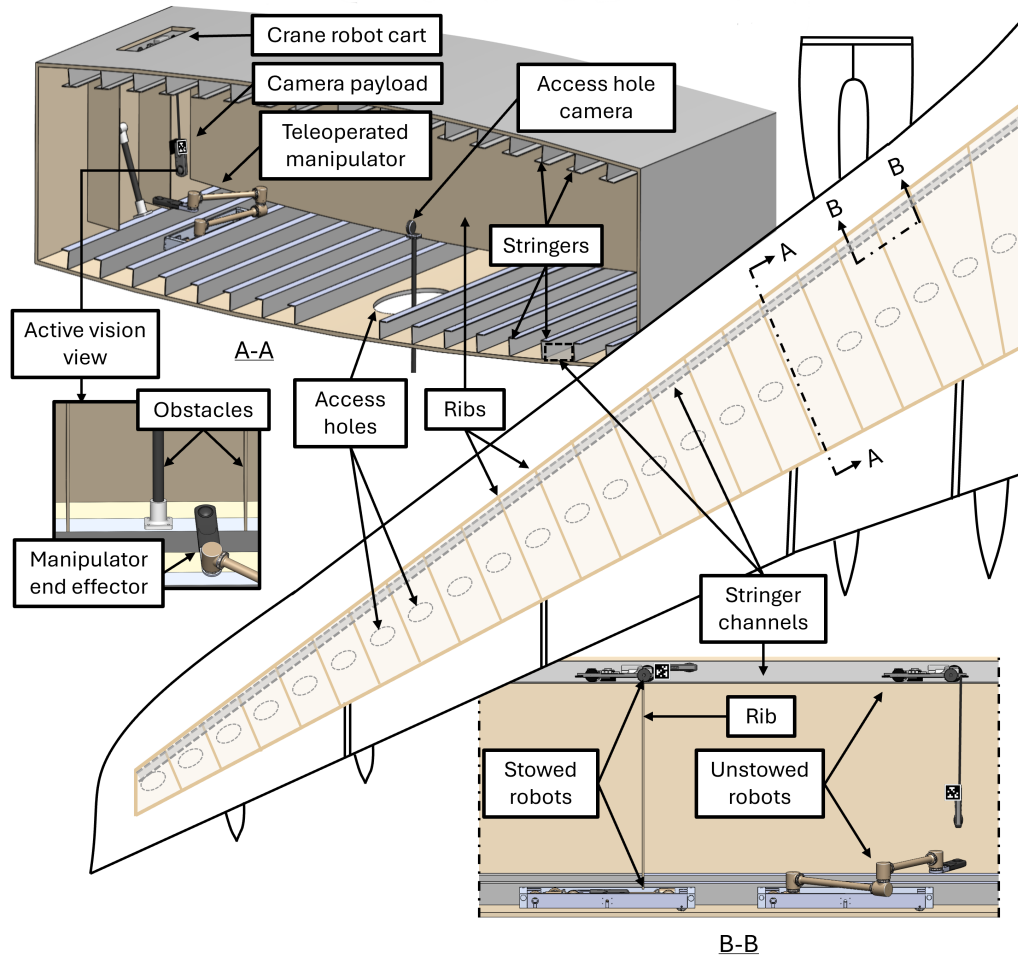 Crane robot cart
Camera payload
Teleoperated
manipulator
Access hole
camera
Stringers
Active vision
view
A-A
Access
holes
Ribs
Obstacles
Manipulator
end effector
B
B
A
A
Stringer
channels
Rib
Stowed
robots
Unstowed
robots
B-B